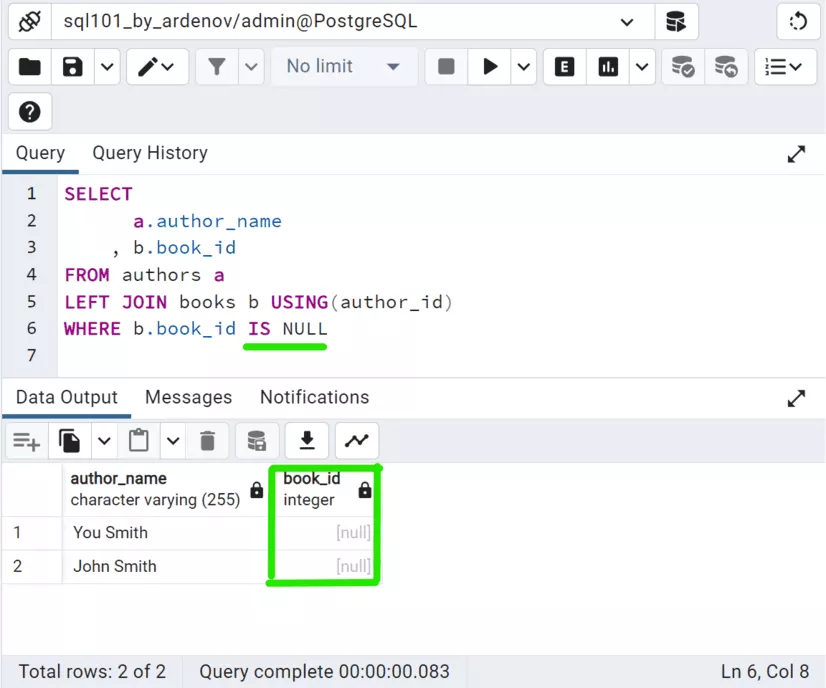 sql101_by_ardenov/admin@PostgreSQL
No limit
E
Query Query History
1 SELECT
2 a.author_name
3 , b.book_id
4 FROM authors a
5 LEFT JOIN books b USING(author_id)
6 WHERE b.book_id IS NULL
7
Data Output Messages Notifications
author_name book_id
character varying (255) integer
1 You Smith [null]
2 John Smith [null]
Total rows: 2 of 2 Query complete 00:00:00.083 Ln 6, Col 8